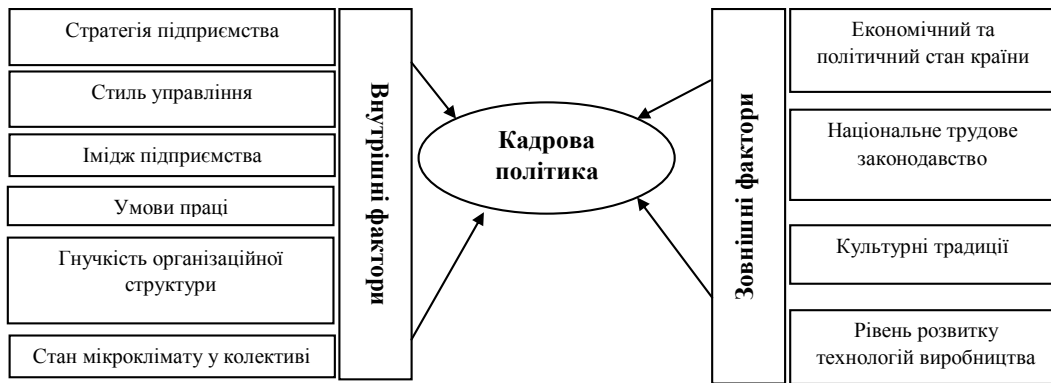 Стратегія підприємства
Стиль управління
Імідж підприємства
Умови праці
Гнучкість організаційної
структури
Стан мікроклімату у колективі
Внутрішні фактори
Кадрова
політика
Зовнішні фактори
Економічний та
політичний стан країни
Національне трудове
законодавство
Культурні традиції
Рівень розвитку
технологій виробництва